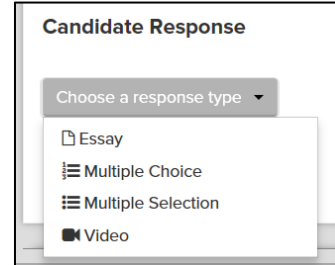 Candidate Response
Choose a response type
Essay
Multiple Choice
Multiple Selection
Video